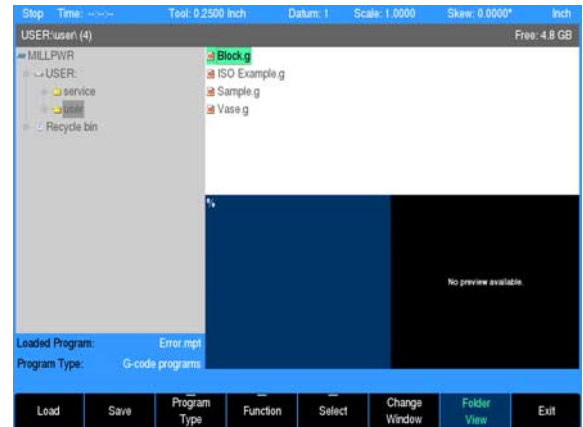 Stop Time: --:--:-- Tool: 0.2500 Inch Datum: 1 Scale: 1.0000 Skew: 0.0000° Inch
USER:\user\ (4) Free: 4.8 GB
MILLPWR
USER:
service
user
Recycle bin
Block.g
ISO Example.g
Sample.g
Vase.g
%
No preview available.
Loaded Program: Error.mpt
Program Type: G-code programs
Load Save Program Type Function Select Change Window Folder View Exit